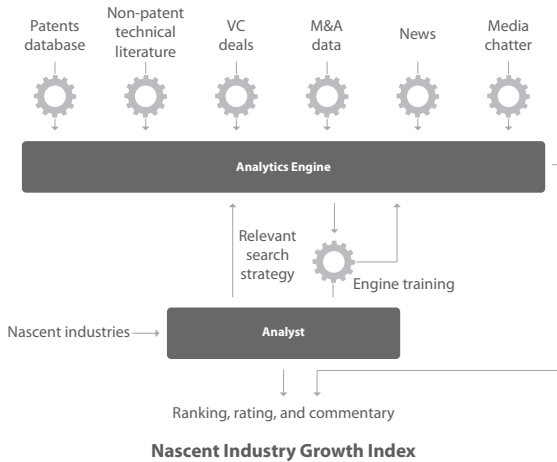 Patents
database
Non-patent
technical
literature
VC
deals
M&A
data
News
Media
chatter
Analytics Engine
Relevant
search
strategy
Engine training
Nascent industries
Analyst
Ranking, rating, and commentary
Nascent Industry Growth Index